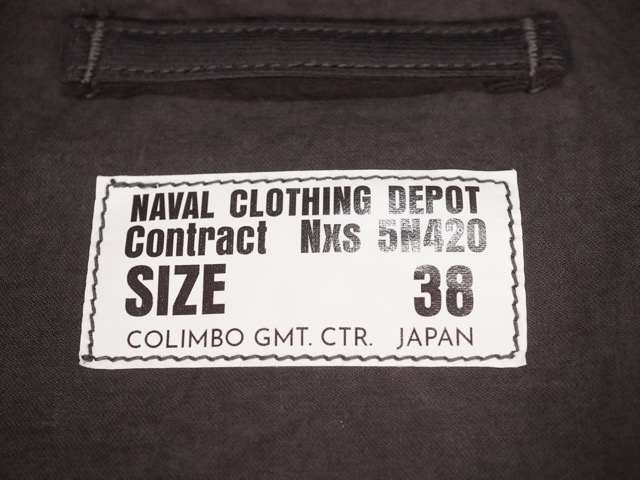 NAVAL CLOTHING DEPOT
Contract Nxs 5N420
SIZE 38
COLIMBO GMT. CTR. JAPAN